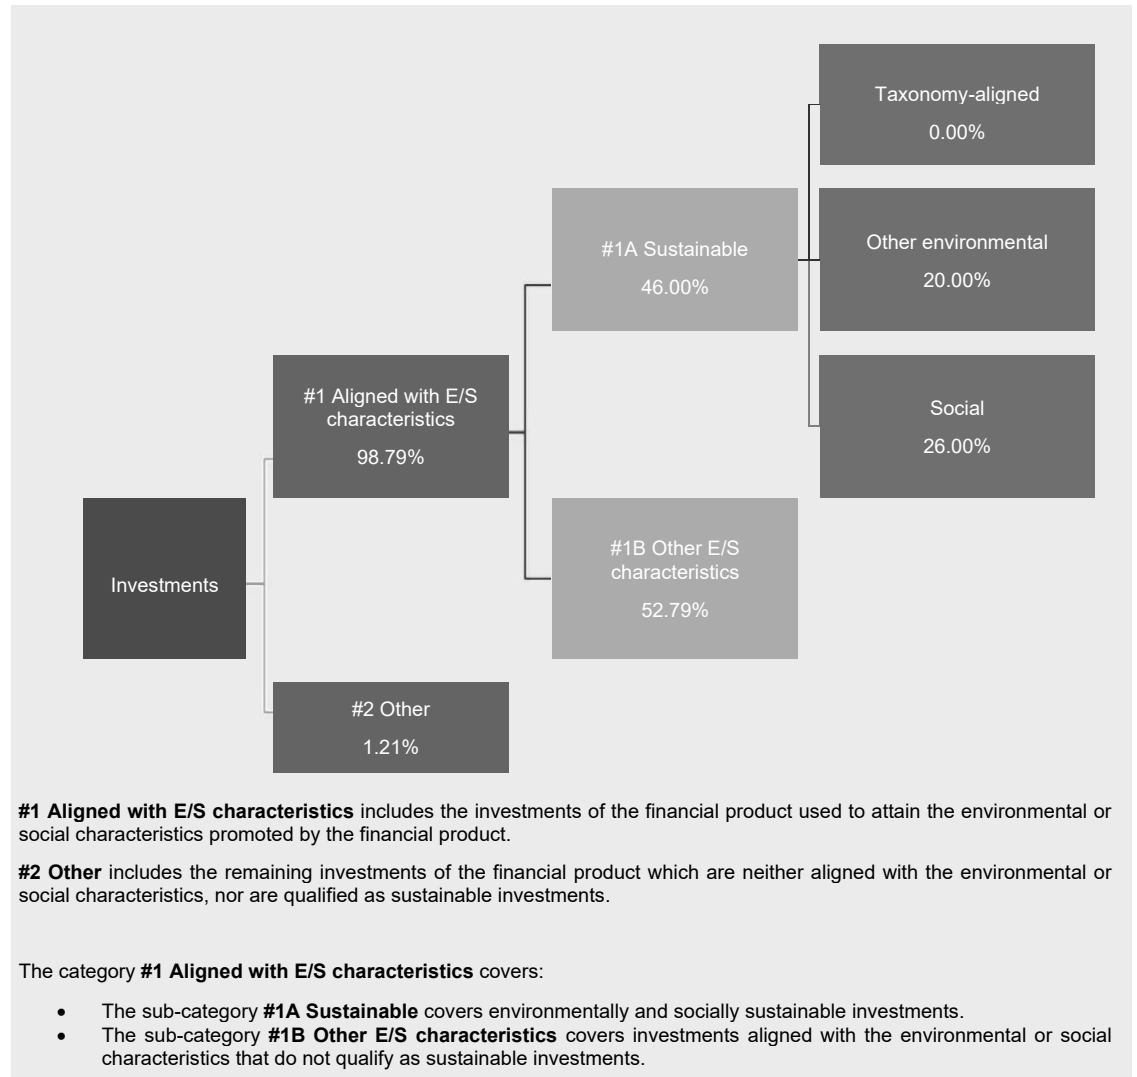 Taxonomy-aligned
0.00%
#1A Sustainable
46.00%
Other environmental
20.00%
#1 Aligned with E/S
characteristics
98.79%
Social
26.00%
Investments
#1B Other E/S
characteristics
52.79%
#2 Other
1.21%
#1 Aligned with E/S characteristics includes the investments of the financial product used to attain the environmental or
social characteristics promoted by the financial product.
#2 Other includes the remaining investments of the financial product which are neither aligned with the environmental or
social characteristics, nor are qualified as sustainable investments.
The category #1 Aligned with E/S characteristics covers:
• The sub-category #1A Sustainable covers environmentally and socially sustainable investments.
• The sub-category #1B Other E/S characteristics covers investments aligned with the environmental or social
characteristics that do not qualify as sustainable investments.